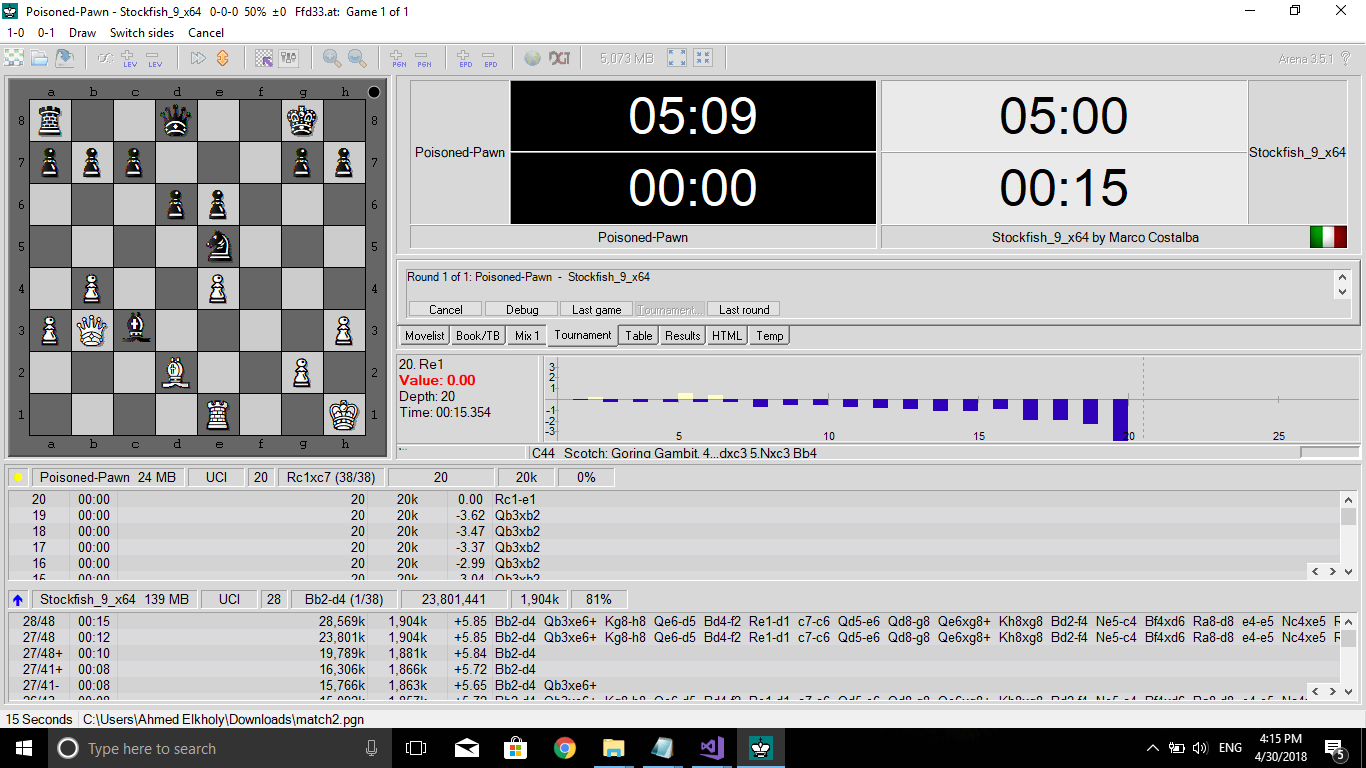 Poisoned-Pawn - Stockfish_9_x64 0-0-0 50% ±0 Ffd33.at: Game 1 of 1
1-0 0-1 Draw Switch sides Cancel
LEV LEV PGN PGN EPD EPD DGT 5,073 MB Arena 3.5.1
a b c d e f g h
8 8
7 7
6 6
5 5
4 4
3 3
2 2
1 1
a b c d e f g h
Poisoned-Pawn 05:09 05:00 Stockfish_9_x64
00:00 00:15
Poisoned-Pawn Stockfish_9_x64 by Marco Costalba
Round 1 of 1: Poisoned-Pawn - Stockfish_9_x64
Cancel Debug Last game Tournament... Last round
Movelist Book/TB Mix 1 Tournament Table Results HTML Temp
20. Re1
Value: 0.00
Depth: 20
Time: 00:15.354
3
2
1
-1
-2
-3
5 10 15 20 25
C44 Scotch: Goring Gambit, 4...dxc3 5.Nxc3 Bb4
Poisoned-Pawn 24 MB UCI 20 Rc1xc7 (38/38) 20 20k 0%
20 00:00 20 20k 0.00 Rc1-e1
19 00:00 20 20k -3.62 Qb3xb2
18 00:00 20 20k -3.47 Qb3xb2
17 00:00 20 20k -3.37 Qb3xb2
16 00:00 20 20k -2.99 Qb3xb2
15 00:00 20 20k -3.04 Qb3xb2
Stockfish_9_x64 139 MB UCI 28 Bb2-d4 (1/38) 23,801,441 1,904k 81%
28/48 00:15 28,569k 1,904k +5.85 Bb2-d4 Qb3xe6+ Kg8-h8 Qe6-d5 Bd4-f2 Re1-d1 c7-c6 Qd5-e6 Qd8-g8 Qe6xg8+ Kh8xg8 Bd2-f4 Ne5-c4 Bf4xd6 Ra8-d8 e4-e5 Nc4xe5 R
27/48 00:12 23,801k 1,904k +5.85 Bb2-d4 Qb3xe6+ Kg8-h8 Qe6-d5 Bd4-f2 Re1-d1 c7-c6 Qd5-e6 Qd8-g8 Qe6xg8+ Kh8xg8 Bd2-f4 Ne5-c4 Bf4xd6 Ra8-d8 e4-e5 Nc4xe5 R
27/48+ 00:10 19,789k 1,881k +5.84 Bb2-d4
27/41+ 00:08 16,306k 1,866k +5.72 Bb2-d4
27/41- 00:08 15,766k 1,863k +5.65 Bb2-d4 Qb3xe6+
15 Seconds C:\Users\Ahmed Elkholy\Downloads\match2.pgn
Type here to search
ENG
4:15 PM
4/30/2018
5